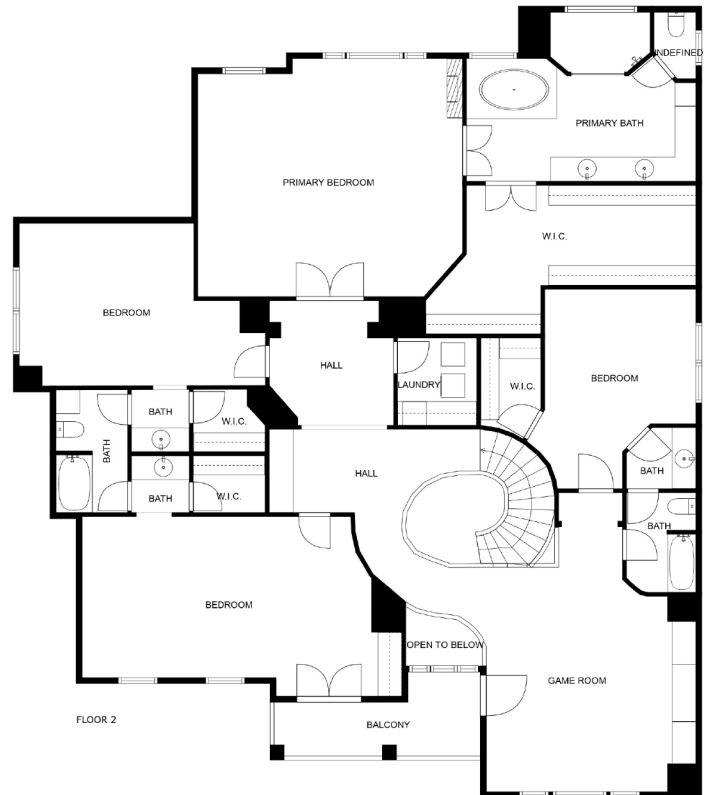 UNDEFINED
PRIMARY BATH
PRIMARY BEDROOM
W.I.C.
BEDROOM
HALL
BEDROOM
LAUNDRY
W.I.C.
BATH
W.I.C.
BATH
BATH
HALL
BATH
W.I.C.
BATH
BEDROOM
OPEN TO BELOW
GAME ROOM
FLOOR 2
BALCONY